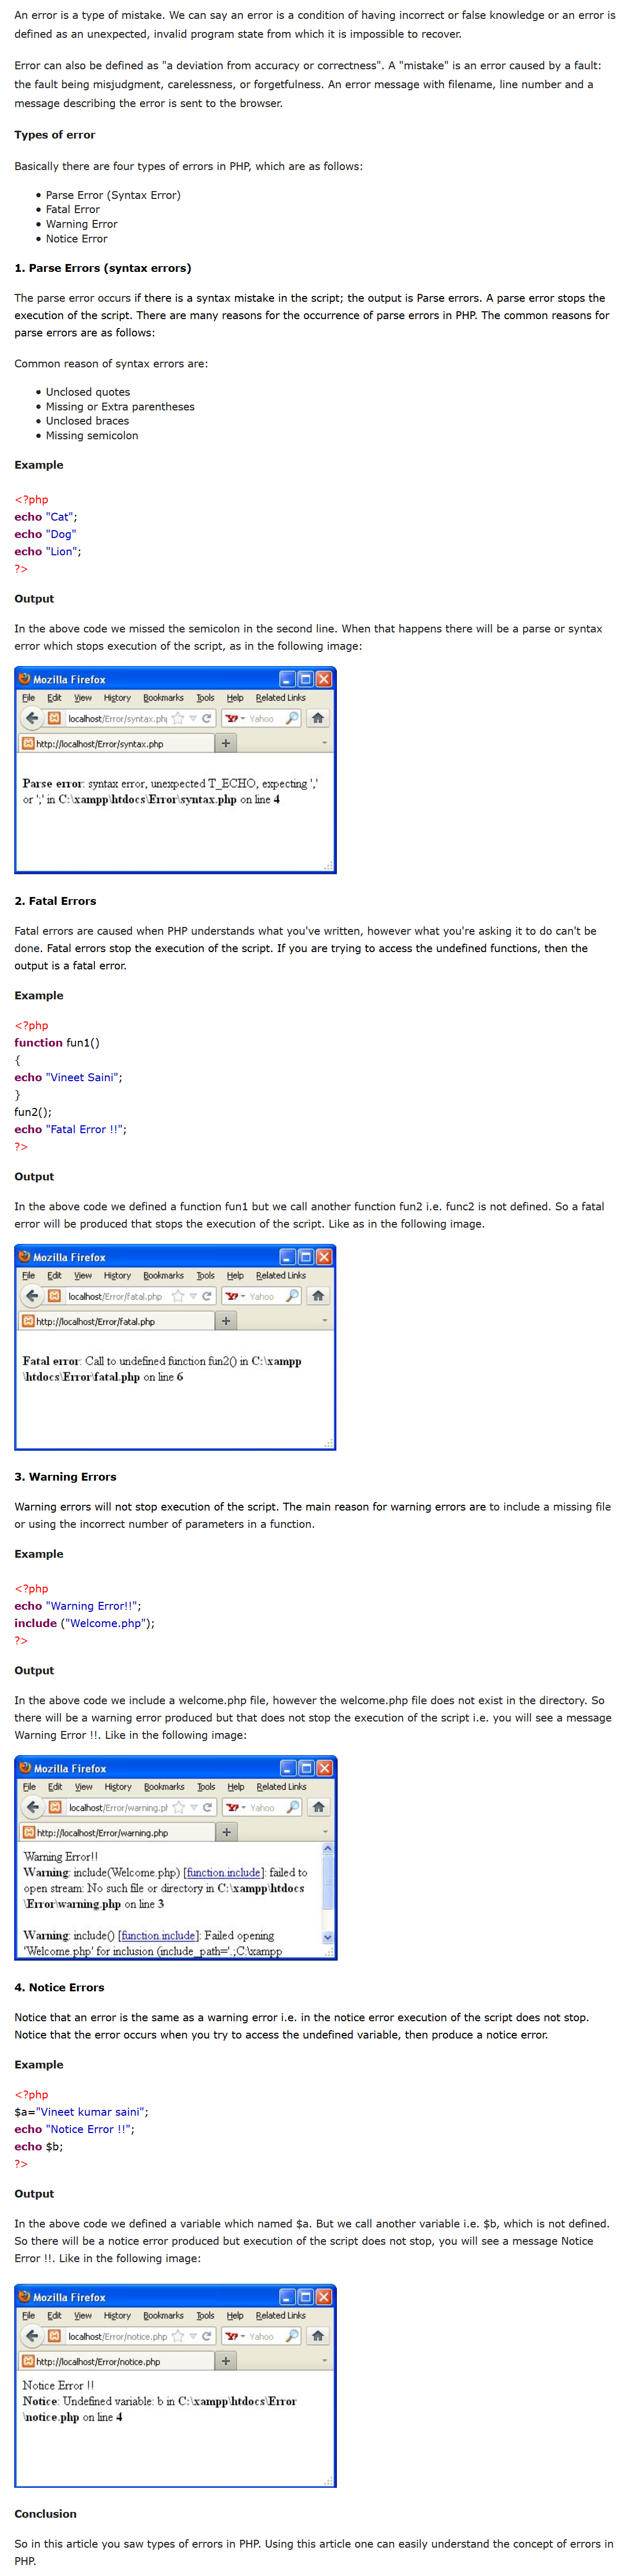 An error is a type of mistake. We can say an error is a condition of having incorrect or false knowledge or an error is
defined as an unexpected, invalid program state from which it is impossible to recover.
Error can also be defined as "a deviation from accuracy or correctness". A "mistake" is an error caused by a fault:
the fault being misjudgment, carelessness, or forgetfulness. An error message with filename, line number and a
message describing the error is sent to the browser.
Types of error
Basically there are four types of errors in PHP, which are as follows:
• Parse Error (Syntax Error)
• Fatal Error
• Warning Error
• Notice Error
1. Parse Errors (syntax errors)
The parse error occurs if there is a syntax mistake in the script; the output is Parse errors. A parse error stops the
execution of the script. There are many reasons for the occurrence of parse errors in PHP. The common reasons for
parse errors are as follows:
Common reason of syntax errors are:
• Unclosed quotes
• Missing or Extra parentheses
• Unclosed braces
• Missing semicolon
Example
<?php
echo "Cat";
echo "Dog"
echo "Lion";
?>
Output
In the above code we missed the semicolon in the second line. When that happens there will be a parse or syntax
error which stops execution of the script, as in the following image:
Mozilla Firefox
File Edit View History Bookmarks Tools Help Related Links
localhost/Error/syntax.ph Yahoo
http://localhost/Error/syntax.php +
Parse error: syntax error, unexpected T_ECHO, expecting ','
or ';' in C:\xampp\htdocs\Error\syntax.php on line 4
2. Fatal Errors
Fatal errors are caused when PHP understands what you've written, however what you're asking it to do can't be
done. Fatal errors stop the execution of the script. If you are trying to access the undefined functions, then the
output is a fatal error.
Example
<?php
function fun1()
{
echo "Vineet Saini";
}
fun2();
echo "Fatal Error !!";
?>
Output
In the above code we defined a function fun1 but we call another function fun2 i.e. func2 is not defined. So a fatal
error will be produced that stops the execution of the script. Like as in the following image.
Mozilla Firefox
File Edit View History Bookmarks Tools Help Related Links
localhost/Error/fatal.php Yahoo
http://localhost/Error/fatal.php +
Fatal error: Call to undefined function fun2() in C:\xampp
\htdocs\Error\fatal.php on line 6
3. Warning Errors
Warning errors will not stop execution of the script. The main reason for warning errors are to include a missing file
or using the incorrect number of parameters in a function.
Example
<?php
echo "Warning Error!!";
include ("Welcome.php");
?>
Output
In the above code we include a welcome.php file, however the welcome.php file does not exist in the directory. So
there will be a warning error produced but that does not stop the execution of the script i.e. you will see a message
Warning Error !!. Like in the following image:
Mozilla Firefox
File Edit View History Bookmarks Tools Help Related Links
localhost/Error/warning.pl Yahoo
http://localhost/Error/warning.php +
Warning Error!!
Warning: include(Welcome.php) [function.include]: failed to
open stream: No such file or directory in C:\xampp\htdocs
\Error\warning.php on line 3
Warning: include() [function.include]: Failed opening
'Welcome.php' for inclusion (include_path='.;C:\xampp
4. Notice Errors
Notice that an error is the same as a warning error i.e. in the notice error execution of the script does not stop.
Notice that the error occurs when you try to access the undefined variable, then produce a notice error.
Example
<?php
$a="Vineet kumar saini";
echo "Notice Error !!";
echo $b;
?>
Output
In the above code we defined a variable which named $a. But we call another variable i.e. $b, which is not defined.
So there will be a notice error produced but execution of the script does not stop, you will see a message Notice
Error !!. Like in the following image:
Mozilla Firefox
File Edit View History Bookmarks Tools Help Related Links
localhost/Error/notice.php Yahoo
http://localhost/Error/notice.php +
Notice Error !!
Notice: Undefined variable: b in C:\xampp\htdocs\Error
\notice.php on line 4
Conclusion
So in this article you saw types of errors in PHP. Using this article one can easily understand the concept of errors in
PHP.